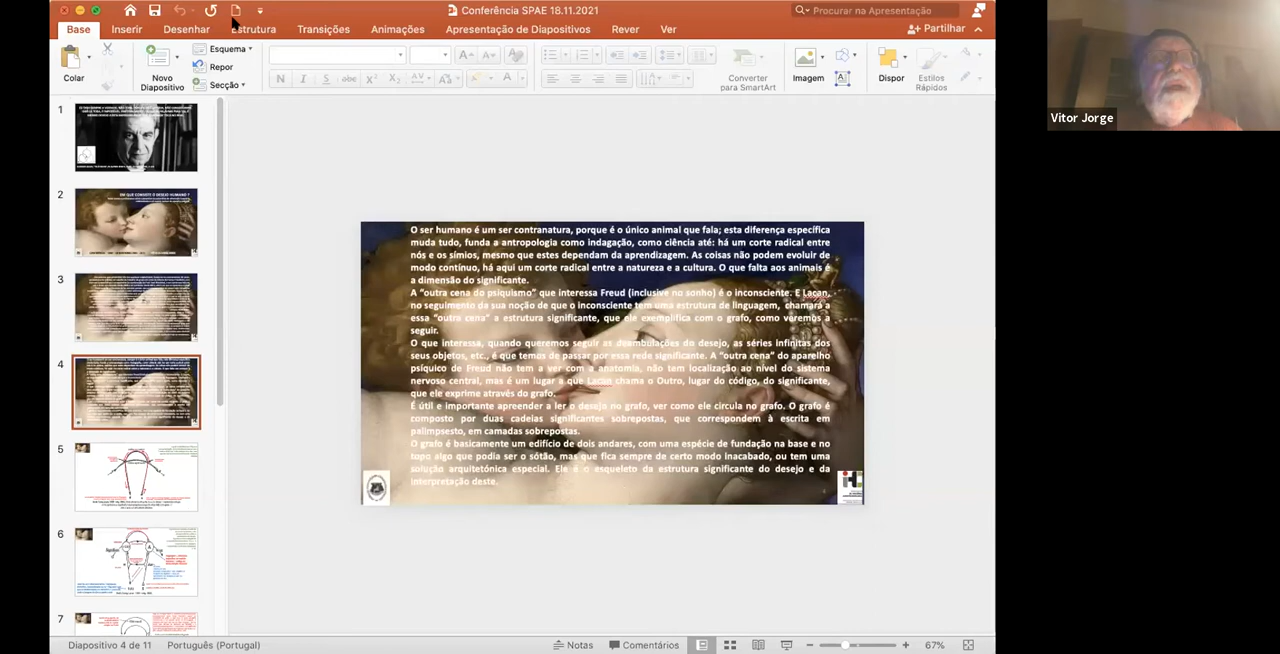 Conferência SPAE 18.11.2021
Procurar na Apresentação
Base Inserir Desenhar Estrutura Transições Animações Apresentação de Diapositivos Rever Ver
Partilhar
Colar
Novo Diapositivo
Esquema
Repor
Secção
Converter para SmartArt
Imagem
Dispor
Estilos Rápidos
Vitor Jorge
1
2
EM QUE CONSISTE O DESEJO HUMANO ?
3
4
5
6
7
O ser humano é um ser contranatura, porque é o único animal que fala; esta diferença específica
muda tudo, funda a antropologia como indagação, como ciência até: há um corte radical entre
nós e os símios, mesmo que estes dependam da aprendizagem. As coisas não podem evoluir de
modo contínuo, há aqui um corte radical entre a natureza e a cultura. O que falta aos animais é
a dimensão do significante.
A “outra cena do psiquismo” que interessa Freud (inclusive no sonho) é o inconsciente. E Lacan,
no seguimento da sua noção de que o inconsciente tem uma estrutura de linguagem, chamará a
essa “outra cena” a estrutura significante, que ele exemplifica com o grafo, como veremos a
seguir.
O que interessa, quando queremos seguir as deambulações do desejo, as séries infinitas dos
seus objetos, etc., é que temos de passar por essa rede significante. A “outra cena” do aparelho
psíquico de Freud não tem a ver com a anatomia, não tem localização ao nível do sistema
nervoso central, mas é um lugar a que Lacan chama o Outro, lugar do código, do significante,
que ele exprime através do grafo.
É útil e importante apreender a ler o desejo no grafo, ver como ele circula no grafo. O grafo é
composto por duas cadeias significantes sobrepostas, que correspondem à escrita em
palimpsesto, em camadas sobrepostas.
O grafo é basicamente um edifício de dois andares, com uma espécie de fundação na base e no
topo algo que podia ser o sótão, mas que fica sempre de certo modo inacabado, ou tem uma
solução arquitetónica especial. Ele é o esqueleto da estrutura significante do desejo e da
interpretação deste.
Diapositivo 4 de 11 Português (Portugal)
Notas Comentários 67%